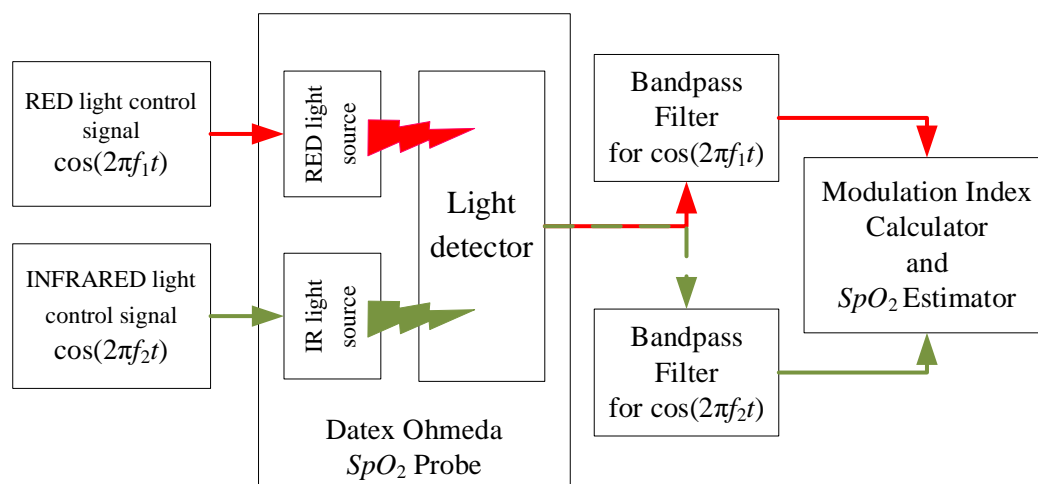 RED light control
signal
cos(2πf₁t)
INFRARED light
control signal
cos(2πf₂t)
RED light
source
IR light
source
Light
detector
Datex Ohmeda
SpO₂ Probe
Bandpass
Filter
for cos(2πf₁t)
Bandpass
Filter
for cos(2πf₂t)
Modulation Index
Calculator
and
SpO₂ Estimator